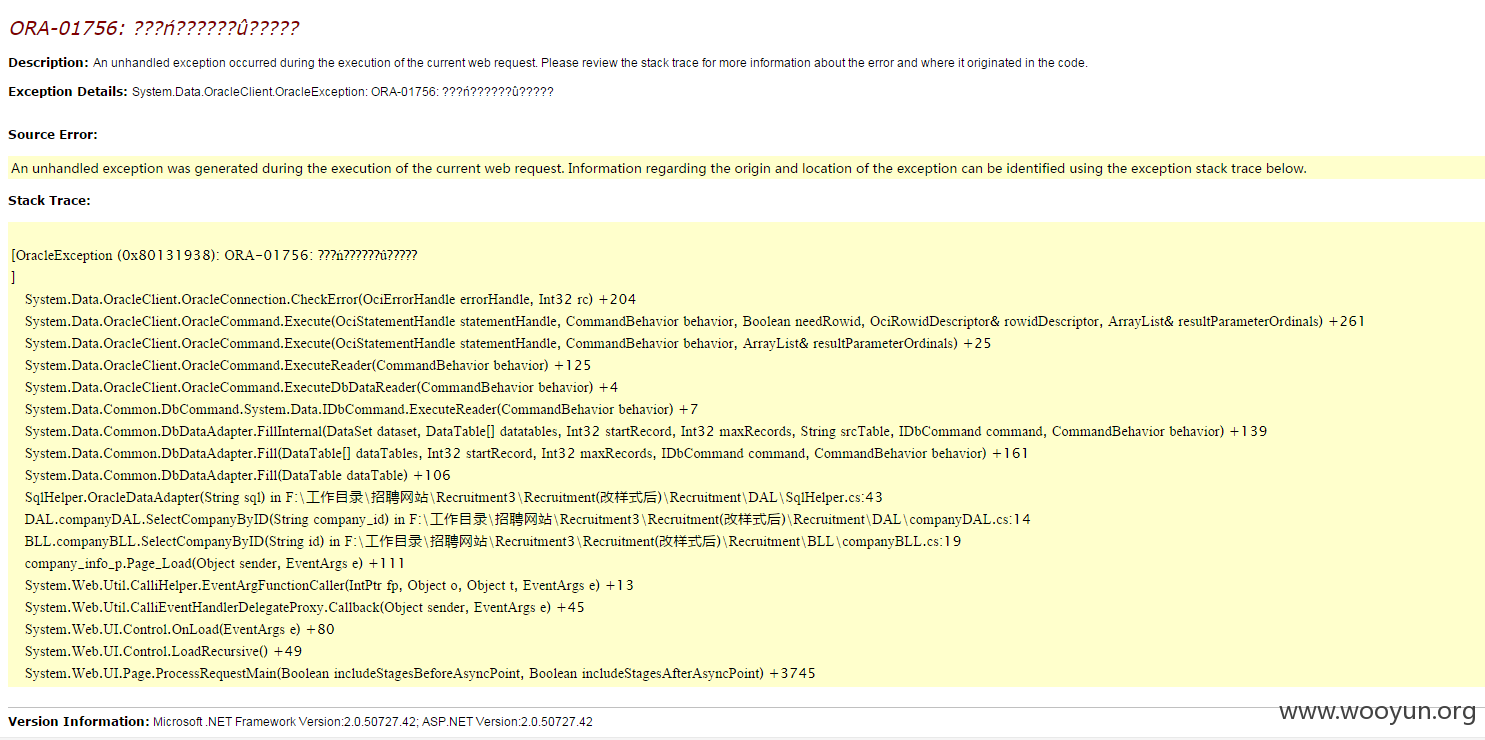 ORA-01756: ???ń??????û?????
Description: An unhandled exception occurred during the execution of the current web request. Please review the stack trace for more information about the error and where it originated in the code.
Exception Details: System.Data.OracleClient.OracleException: ORA-01756: ???ń??????û?????
Source Error:
An unhandled exception was generated during the execution of the current web request. Information regarding the origin and location of the exception can be identified using the exception stack trace below.
Stack Trace:
[OracleException (0x80131938): ORA-01756: ???ń??????û?????
]
System.Data.OracleClient.OracleConnection.CheckError(OciErrorHandle errorHandle, Int32 rc) +204
System.Data.OracleClient.OracleCommand.Execute(OciStatementHandle statementHandle, CommandBehavior behavior, Boolean needRowid, OciRowidDescriptor& rowidDescriptor, ArrayList& resultParameterOrdinals) +261
System.Data.OracleClient.OracleCommand.Execute(OciStatementHandle statementHandle, CommandBehavior behavior, ArrayList& resultParameterOrdinals) +25
System.Data.OracleClient.OracleCommand.ExecuteReader(CommandBehavior behavior) +125
System.Data.OracleClient.OracleCommand.ExecuteDbDataReader(CommandBehavior behavior) +4
System.Data.Common.DbCommand.System.Data.IDbCommand.ExecuteReader(CommandBehavior behavior) +7
System.Data.Common.DbDataAdapter.FillInternal(DataSet dataset, DataTable[] datatables, Int32 startRecord, Int32 maxRecords, String srcTable, IDbCommand command, CommandBehavior behavior) +139
System.Data.Common.DbDataAdapter.Fill(DataTable[] dataTables, Int32 startRecord, Int32 maxRecords, IDbCommand command, CommandBehavior behavior) +161
System.Data.Common.DbDataAdapter.Fill(DataTable dataTable) +106
SqlHelper.OracleDataAdapter(String sql) in F:\工作目录\招聘网站\Recruitment3\Recruitment(改样式后)\Recruitment\DAL\SqlHelper.cs:43
DAL.companyDAL.SelectCompanyByID(String company_id) in F:\工作目录\招聘网站\Recruitment3\Recruitment(改样式后)\Recruitment\DAL\companyDAL.cs:14
BLL.companyBLL.SelectCompanyByID(String id) in F:\工作目录\招聘网站\Recruitment3\Recruitment(改样式后)\Recruitment\BLL\companyBLL.cs:19
company_info_p.Page_Load(Object sender, EventArgs e) +111
System.Web.Util.CalliHelper.EventArgFunctionCaller(IntPtr fp, Object o, Object t, EventArgs e) +13
System.Web.Util.CalliEventHandlerDelegateProxy.Callback(Object sender, EventArgs e) +45
System.Web.UI.Control.OnLoad(EventArgs e) +80
System.Web.UI.Control.LoadRecursive() +49
System.Web.UI.Page.ProcessRequestMain(Boolean includeStagesBeforeAsyncPoint, Boolean includeStagesAfterAsyncPoint) +3745
Version Information: Microsoft .NET Framework Version:2.0.50727.42; ASP.NET Version:2.0.50727.42
www.wooyun.org